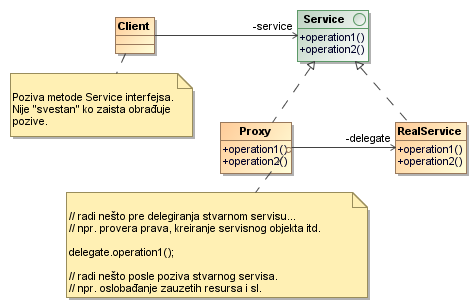 Client
-service
Service
+operation1()
+operation2()
Poziva metode Service interfejsa.
Nije "svestan" ko zaista obrađuje
pozive.
Proxy
+operation1()
+operation2()
-delegate
RealService
+operation1()
+operation2()
// radi nešto pre delegiranja stvarnom servisu...
// npr. provera prava, kreiranje servisnog objekta itd.
delegate.operation1();
// radi nešto posle poziva stvarnog servisa.
// npr. oslobađanje zauzetih resursa i sl.